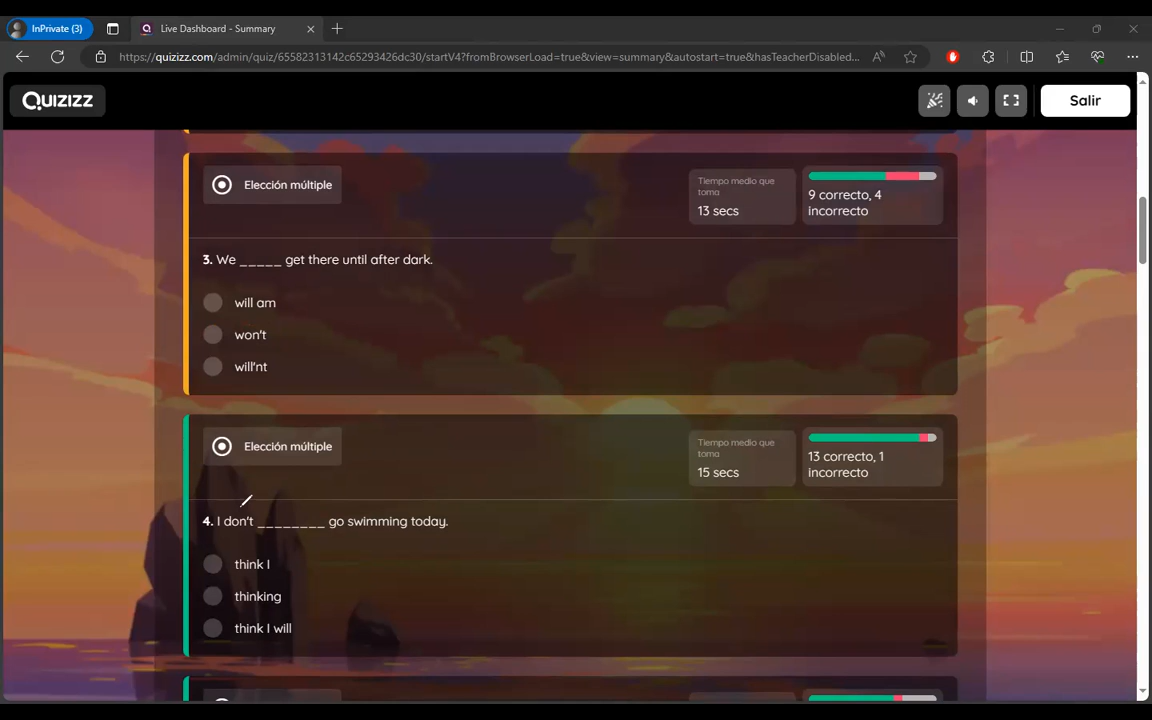 InPrivate (3)
Live Dashboard - Summary
https://quizizz.com/admin/quiz/65582313142c65293426dc30/startV4?fromBrowserLoad=true&view=summary&autostart=true&hasTeacherDisabled...
QUIZIZZ
Salir
Elección múltiple
Tiempo medio que
toma
13 secs
9 correcto, 4
incorrecto
3. We _____ get there until after dark.
will am
won't
will'nt
Elección múltiple
Tiempo medio que
toma
15 secs
13 correcto, 1
incorrecto
4. I don't ________ go swimming today.
think I
thinking
think I will